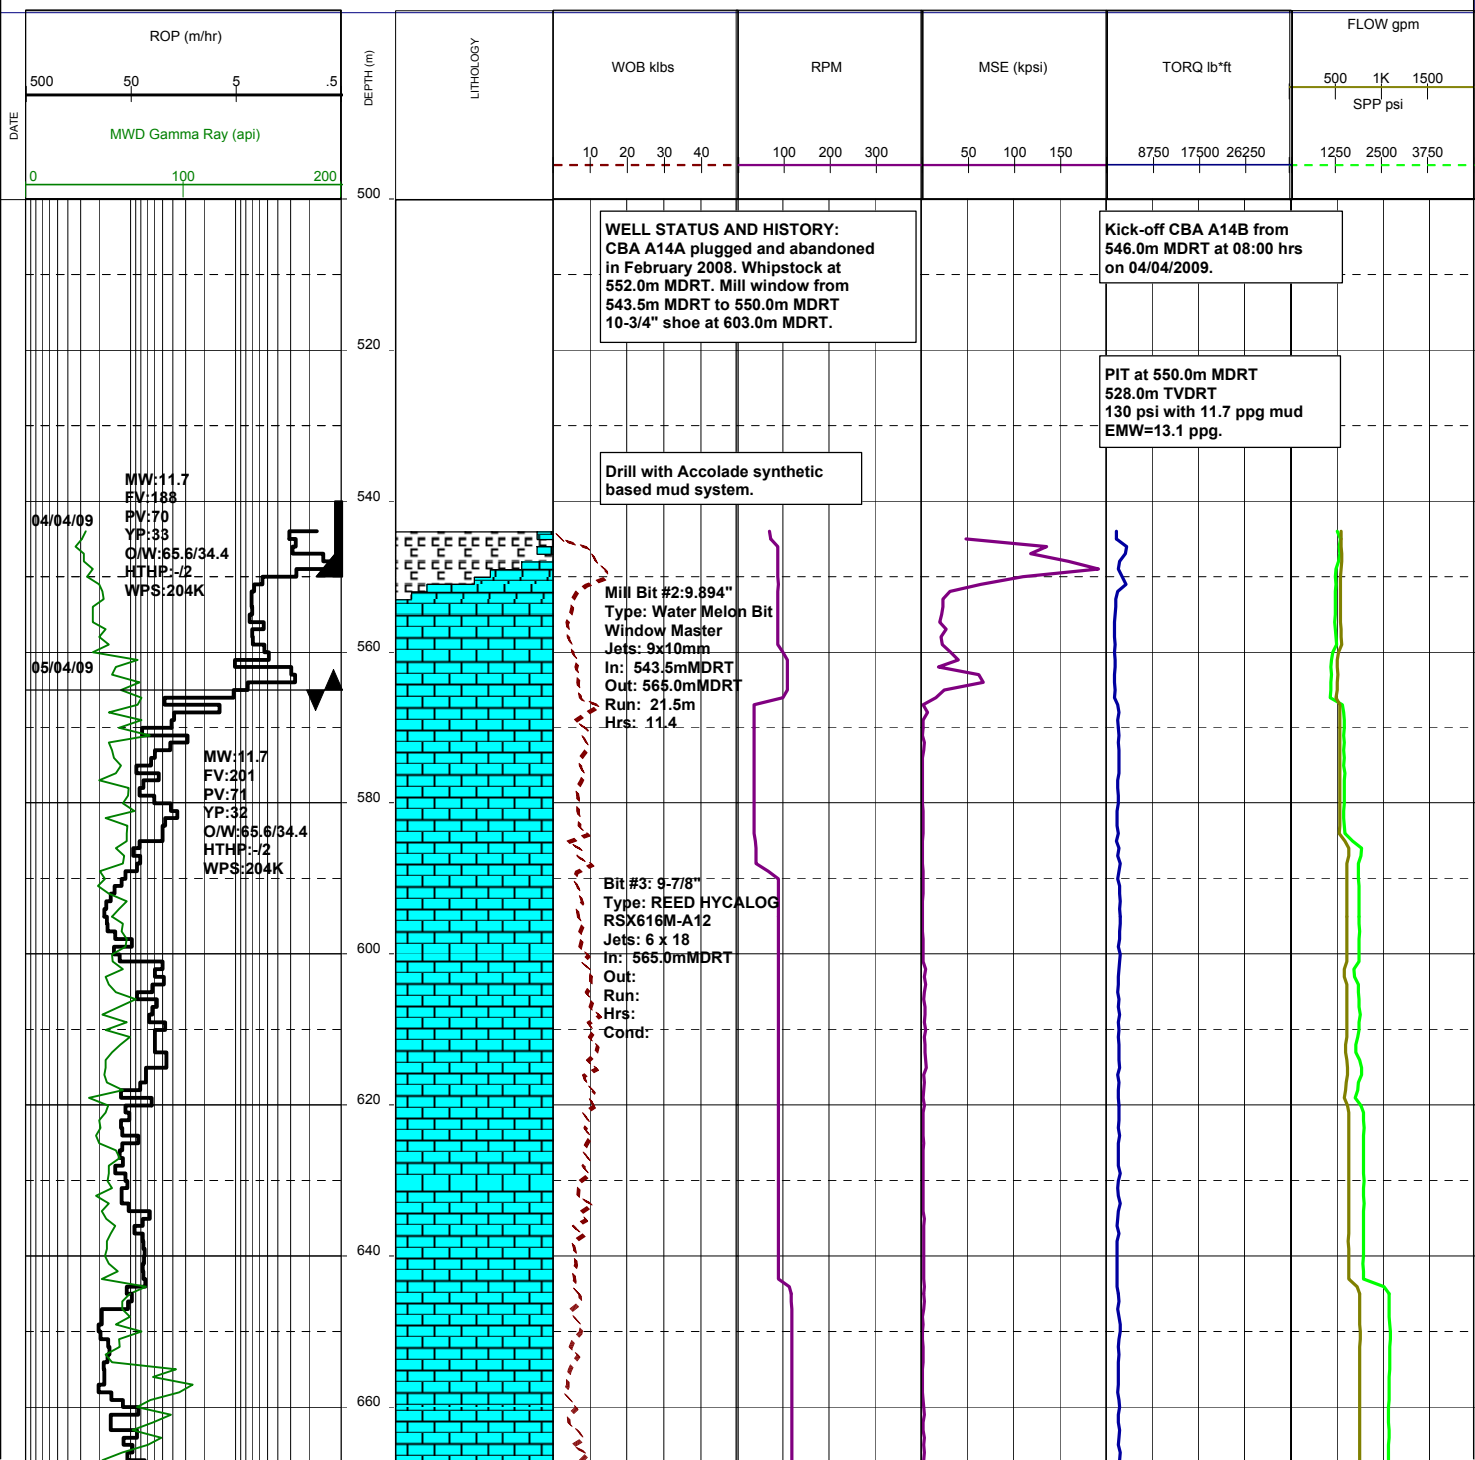 ROP (m/hr)
500 50 5 .5
MWD Gamma Ray (api)
0 100 200
DATE
DEPTH (m)
LITHOLOGY
WOB klbs
10 20 30 40
RPM
100 200 300
MSE (kpsi)
50 100 150
TORQ lb*ft
8750 17500 26250
FLOW gpm
500 1K 1500
SPP psi
1250 2500 3750
500
520
540
560
580
600
620
640
660
WELL STATUS AND HISTORY:
CBA A14A plugged and abandoned
in February 2008. Whipstock at
552.0m MDRT. Mill window from
543.5m MDRT to 550.0m MDRT
10-3/4" shoe at 603.0m MDRT.
Kick-off CBA A14B from
546.0m MDRT at 08:00 hrs
on 04/04/2009.
PIT at 550.0m MDRT
528.0m TVDRT
130 psi with 11.7 ppg mud
EMW=13.1 ppg.
Drill with Accolade synthetic
based mud system.
04/04/09
MW:11.7
FV:188
PV:70
YP:33
O/W:65.6/34.4
HTHP:-/2
WPS:204K
05/04/09
Mill Bit #2:9.894"
Type: Water Melon Bit
Window Master
Jets: 9x10mm
In: 543.5mMDRT
Out: 565.0mMDRT
Run: 21.5m
Hrs: 11.4
MW:11.7
FV:201
PV:71
YP:32
O/W:65.6/34.4
HTHP:-/2
WPS:204K
Bit #3: 9-7/8"
Type: REED HYCALOG
RSX616M-A12
Jets: 6 x 18
In: 565.0mMDRT
Out:
Run:
Hrs:
Cond: